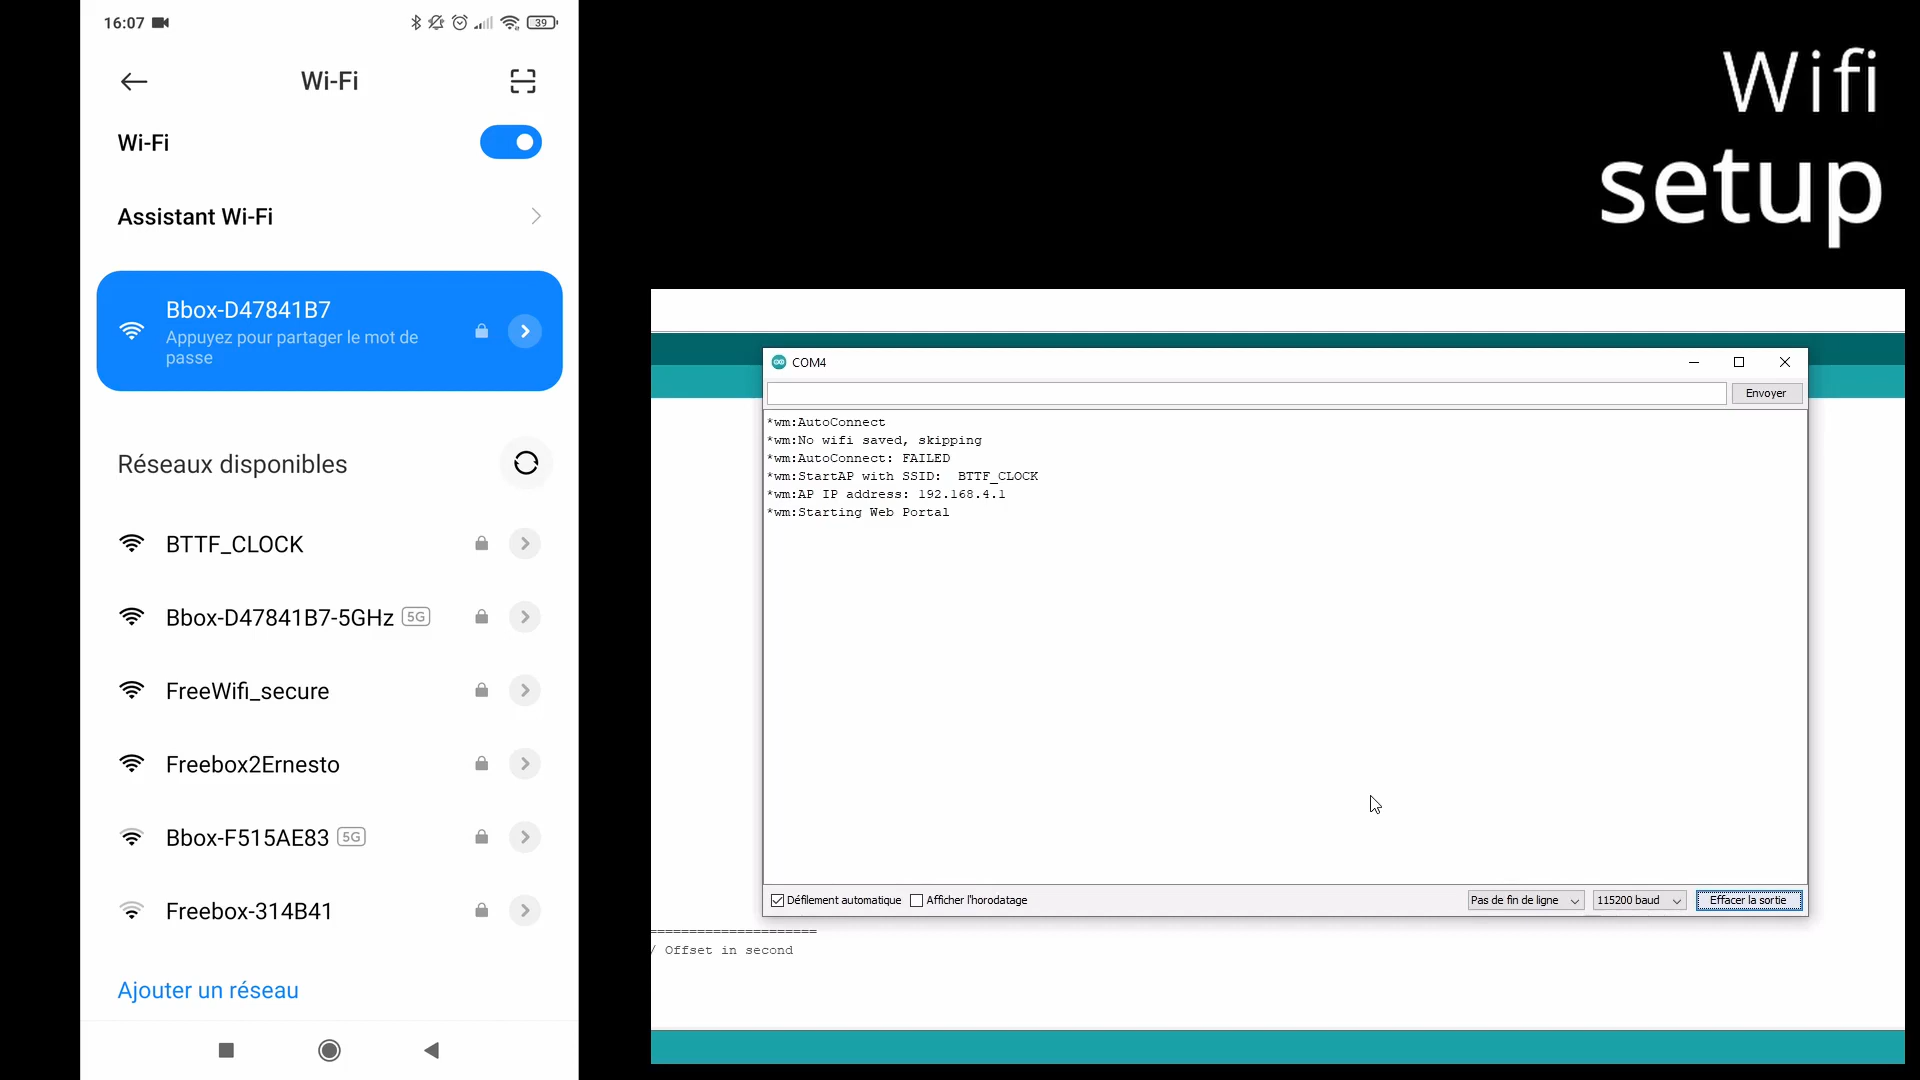 16:07
39
Wi-Fi
Wi-Fi
Assistant Wi-Fi
Bbox-D47841B7
Appuyez pour partager le mot de
passe
Réseaux disponibles
BTTF_CLOCK
Bbox-D47841B7-5GHz 5G
FreeWifi_secure
Freebox2Ernesto
Bbox-F515AE83 5G
Freebox-314B41
Ajouter un réseau
Wifi
setup
COM4
Envoyer
*wm:AutoConnect
*wm:No wifi saved, skipping
*wm:AutoConnect: FAILED
*wm:StartAP with SSID:  BTTF_CLOCK
*wm:AP IP address: 192.168.4.1
*wm:Starting Web Portal
Défilement automatique Afficher l'horodatage Pas de fin de ligne 115200 baud Effacer la sortie
=====================
/ Offset in second